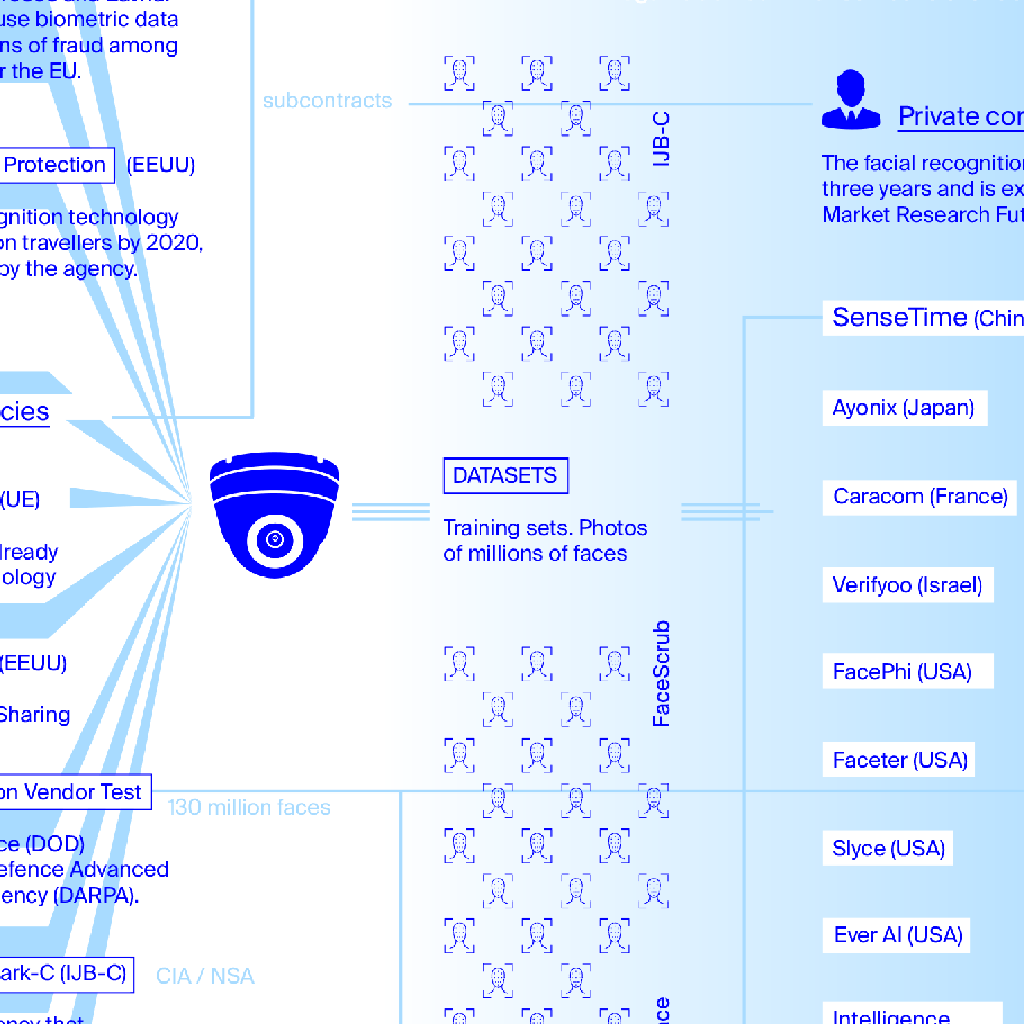 use biometric data
ns of fraud among
r the EU.
Protection (EEUU)
gnition technology
on travellers by 2020,
by the agency.
cies
(UE)
lready
ology
(EEUU)
Sharing
on Vendor Test
130 million faces
ce (DOD)
efence Advanced
ency (DARPA).
ark-C (IJB-C)
CIA / NSA
subcontracts
IJB-C
DATASETS
Training sets. Photos
of millions of faces
FaceScrub
ce
Private con
The facial recognition
three years and is ex
Market Research Fut
SenseTime (Chin
Ayonix (Japan)
Caracom (France)
Verifyoo (Israel)
FacePhi (USA)
Faceter (USA)
Slyce (USA)
Ever AI (USA)
Intelligence